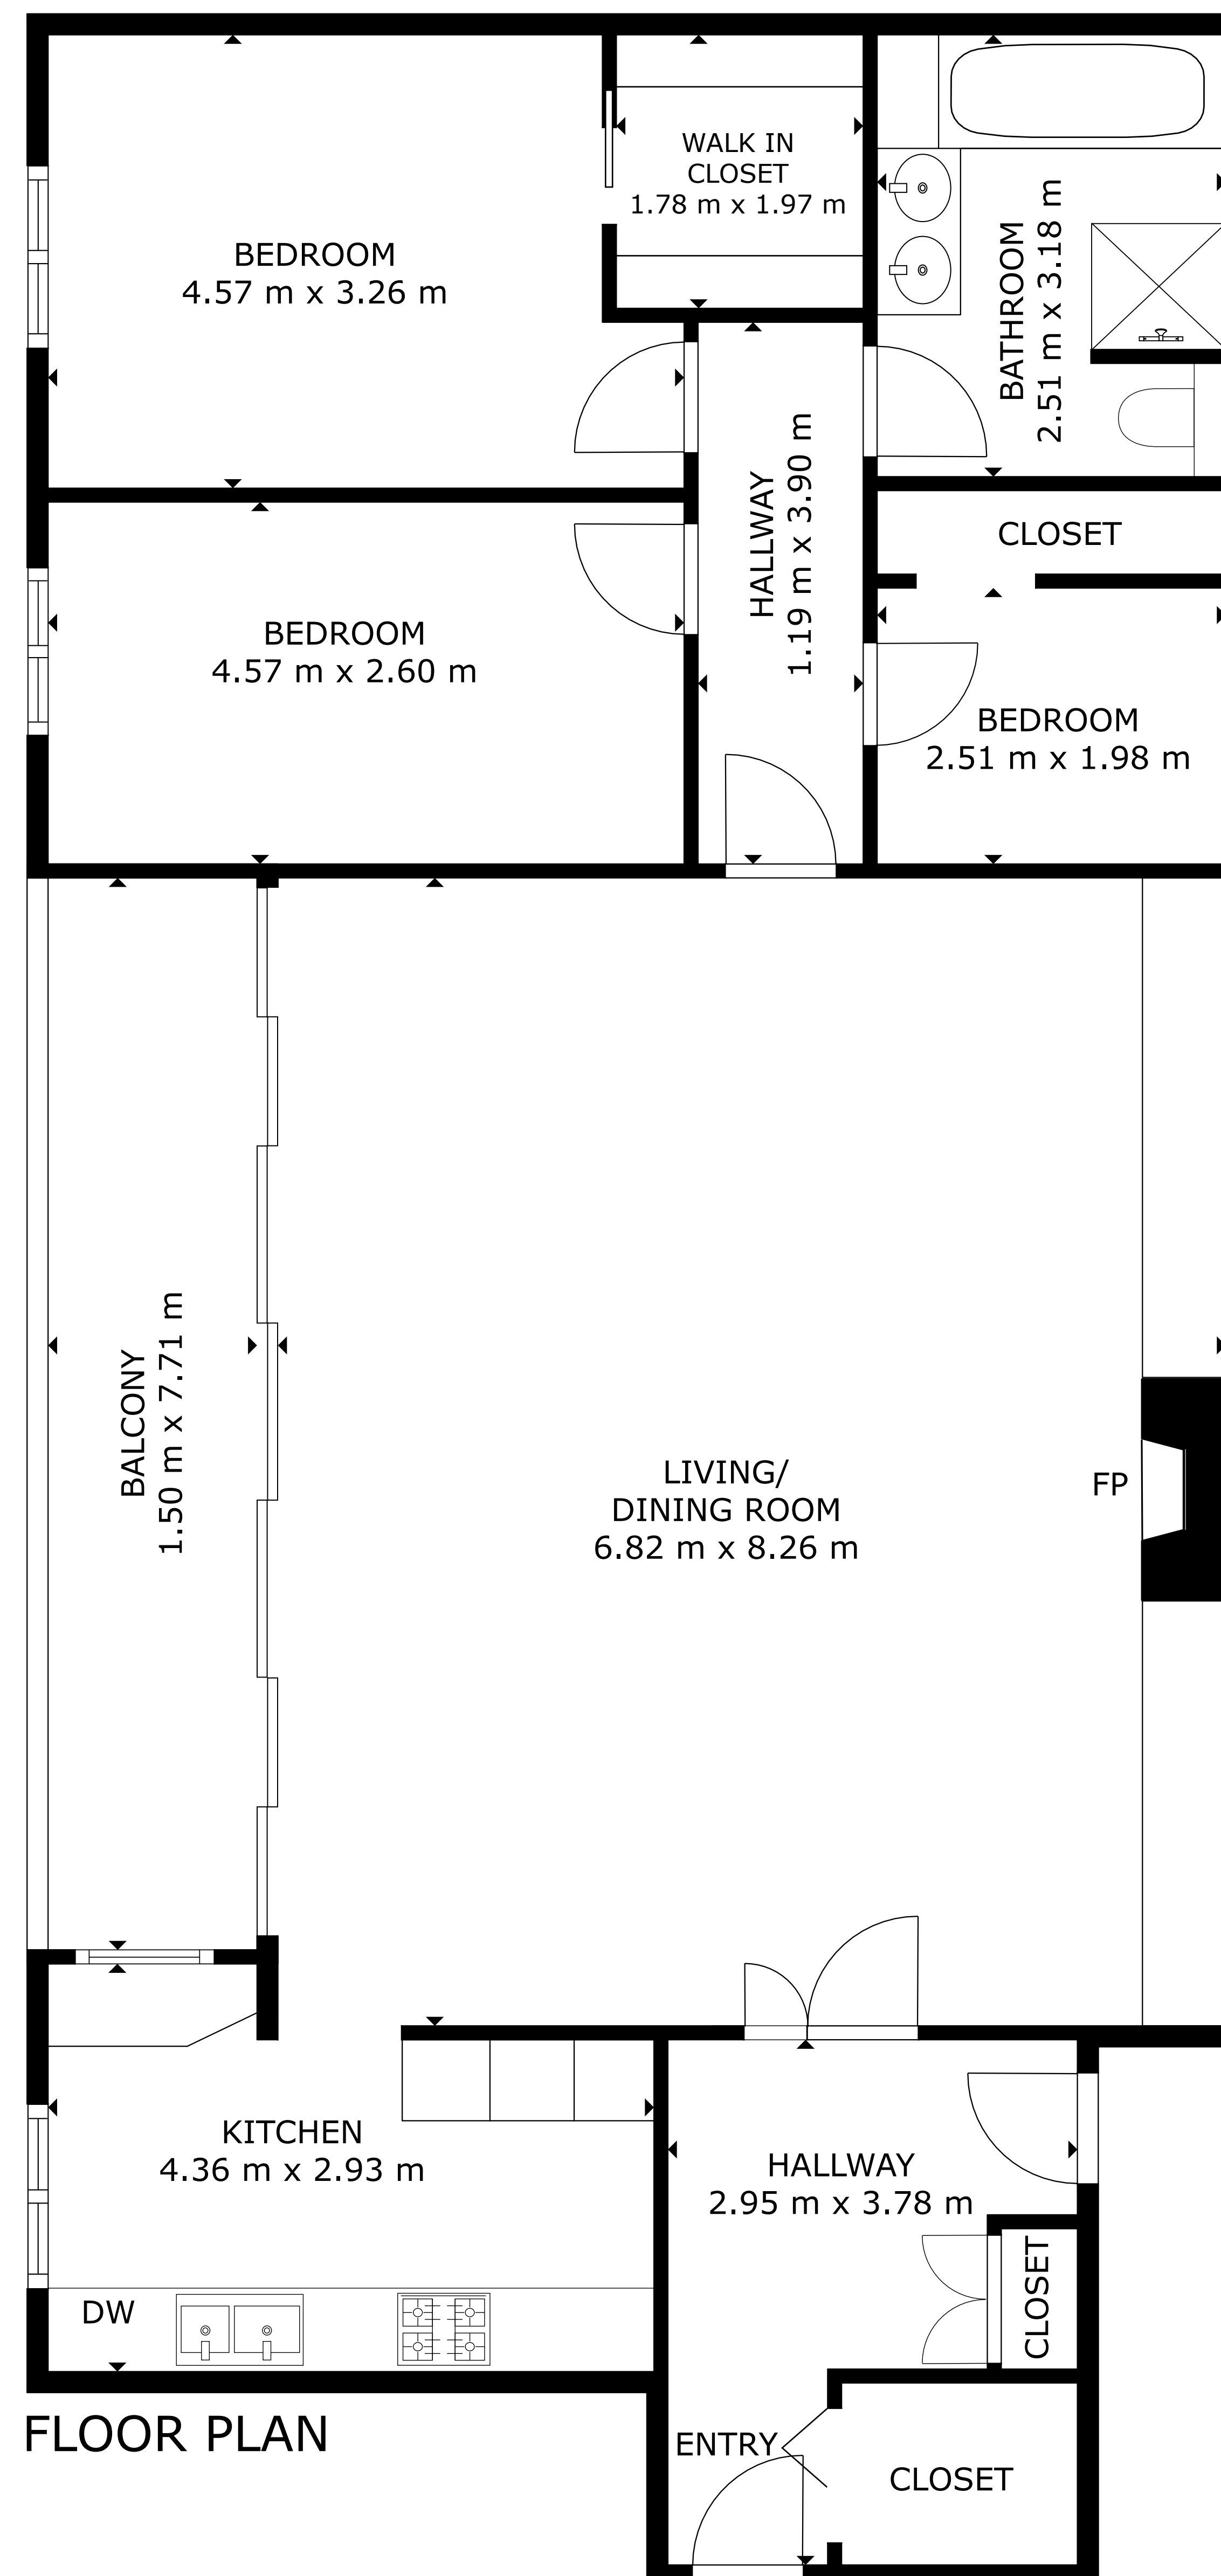 WALK IN
CLOSET
1.78 m x 1.97 m
BEDROOM
4.57 m x 3.26 m
BATHROOM
2.51 m x 3.18 m
HALLWAY
1.19 m x 3.90 m
CLOSET
BEDROOM
4.57 m x 2.60 m
BEDROOM
2.51 m x 1.98 m
BALCONY
1.50 m x 7.71 m
LIVING/
DINING ROOM
6.82 m x 8.26 m
FP
KITCHEN
4.36 m x 2.93 m
HALLWAY
2.95 m x 3.78 m
CLOSET
DW
FLOOR PLAN
ENTRY
CLOSET